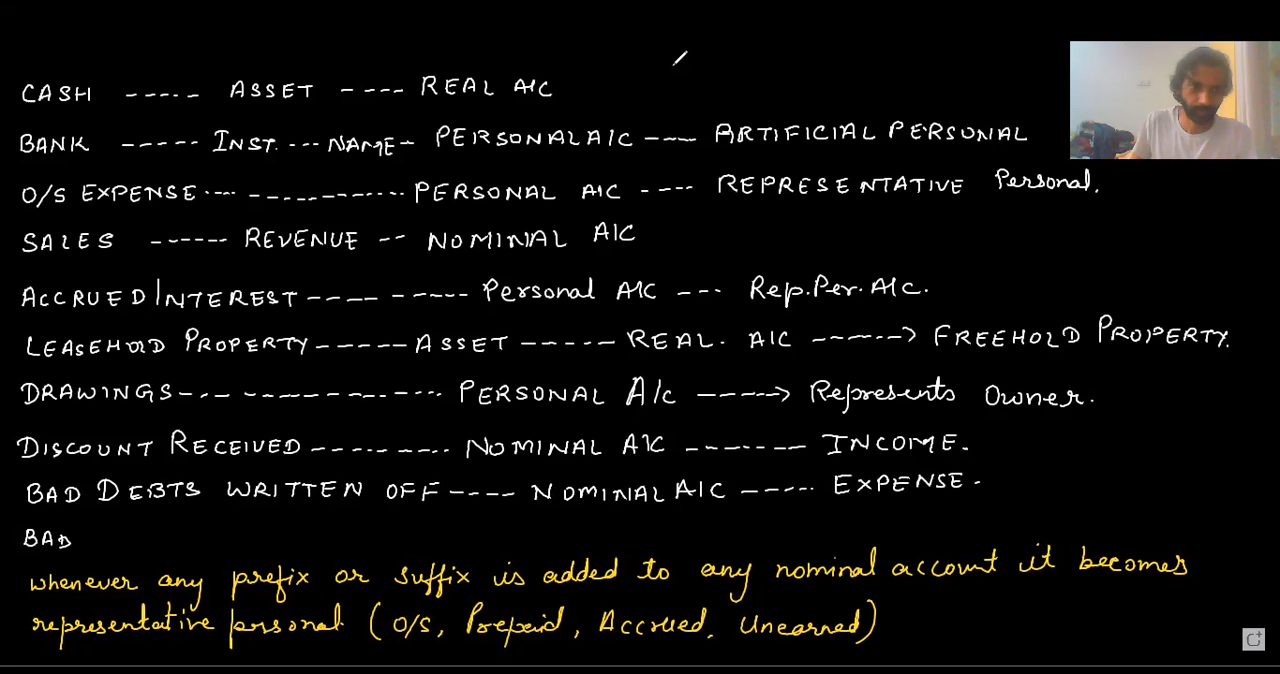 CASH ----- ASSET ---- REAL A/C
BANK ----- INST. --- NAME - PERSONAL A/C --- ARTIFICIAL PERSONAL
O/S EXPENSE ---- ---------- PERSONAL A/C ---- REPRESENTATIVE Personal.
SALES ------ REVENUE -- NOMINAL A/C
ACCRUED INTEREST ---- ------ Personal A/C --- Rep. Per. A/c.
LEASEHOLD PROPERTY ------ ASSET ------ REAL. A/C ------> FREEHOLD PROPERTY.
DRAWINGS --- ----------- PERSONAL A/c -----> Represents Owner.
DISCOUNT RECEIVED --------- NOMINAL A/C ------- INCOME.
BAD DEBTS WRITTEN OFF ---- NOMINAL A/C ----- EXPENSE.
BAD
whenever any prefix or suffix is added to any nominal account it becomes
representative personal (O/S, Prepaid, Accrued, Unearned)